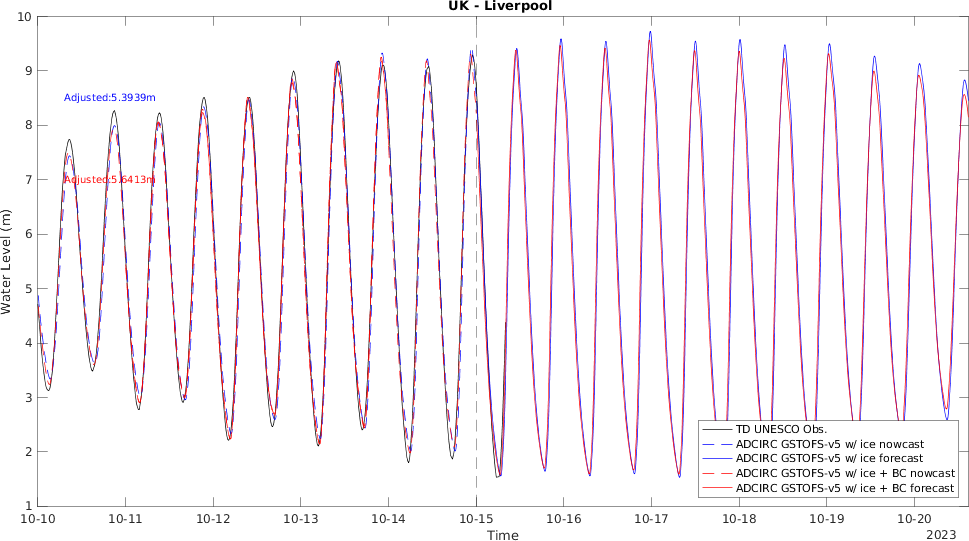 UK - Liverpool
10
9
8
7
6
5
4
3
2
1
Water Level (m)
Adjusted:5.3939m
Adjusted:5.6413m
TD UNESCO Obs.
ADCIRC GSTOFS-v5 w/ ice nowcast
ADCIRC GSTOFS-v5 w/ ice forecast
ADCIRC GSTOFS-v5 w/ ice + BC nowcast
ADCIRC GSTOFS-v5 w/ ice + BC forecast
10-10 10-11 10-12 10-13 10-14 10-15 10-16 10-17 10-18 10-19 10-20
Time
2023